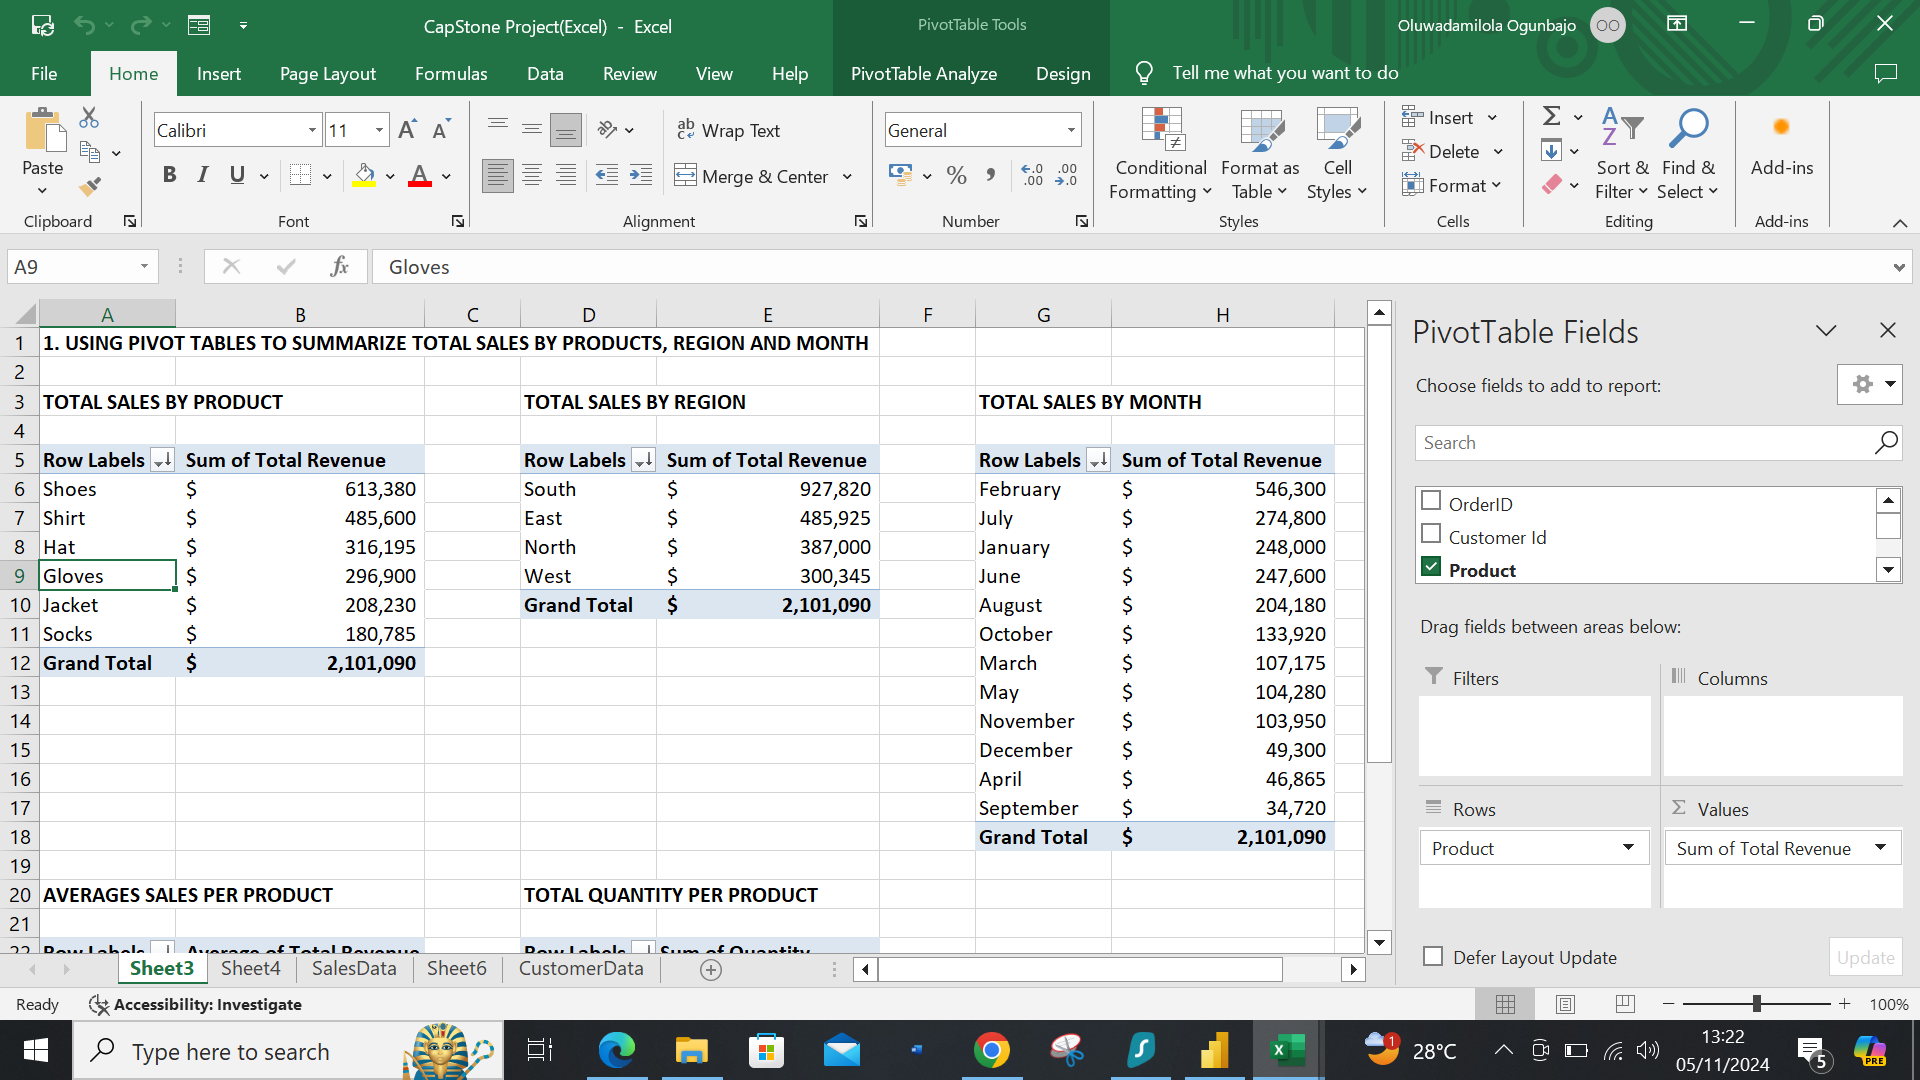 CapStone Project(Excel) - Excel
PivotTable Tools
Oluwadamilola Ogunbajo OO
File Home Insert Page Layout Formulas Data Review View Help PivotTable Analyze Design Tell me what you want to do
Paste
Clipboard
Calibri 11
B I U A
Font
Wrap Text
Merge & Center
Alignment
General
% ,
Number
Conditional Formatting
Format as Table
Cell Styles
Styles
Insert
Delete
Format
Cells
Sort & Filter
Find & Select
Editing
Add-ins
Add-ins
A9 fx Gloves
A B C D E F G H
1 1. USING PIVOT TABLES TO SUMMARIZE TOTAL SALES BY PRODUCTS, REGION AND MONTH
2
3 TOTAL SALES BY PRODUCT TOTAL SALES BY REGION TOTAL SALES BY MONTH
4
5 Row Labels Sum of Total Revenue Row Labels Sum of Total Revenue Row Labels Sum of Total Revenue
6 Shoes $ 613,380 South $ 927,820 February $ 546,300
7 Shirt $ 485,600 East $ 485,925 July $ 274,800
8 Hat $ 316,195 North $ 387,000 January $ 248,000
9 Gloves $ 296,900 West $ 300,345 June $ 247,600
10 Jacket $ 208,230 Grand Total $ 2,101,090 August $ 204,180
11 Socks $ 180,785 October $ 133,920
12 Grand Total $ 2,101,090 March $ 107,175
13 May $ 104,280
14 November $ 103,950
15 December $ 49,300
16 April $ 46,865
17 September $ 34,720
18 Grand Total $ 2,101,090
19
20 AVERAGES SALES PER PRODUCT TOTAL QUANTITY PER PRODUCT
21
22 Row Labels Average of Total Revenue Row Labels Sum of Quantity
PivotTable Fields
Choose fields to add to report:
Search
OrderID
Customer Id
Product
Drag fields between areas below:
Filters Columns
Rows Values
Product Sum of Total Revenue
Defer Layout Update Update
Sheet3 Sheet4 SalesData Sheet6 CustomerData
Ready Accessibility: Investigate 100%
Type here to search
1 28°C
13:22
05/11/2024
5
PRE